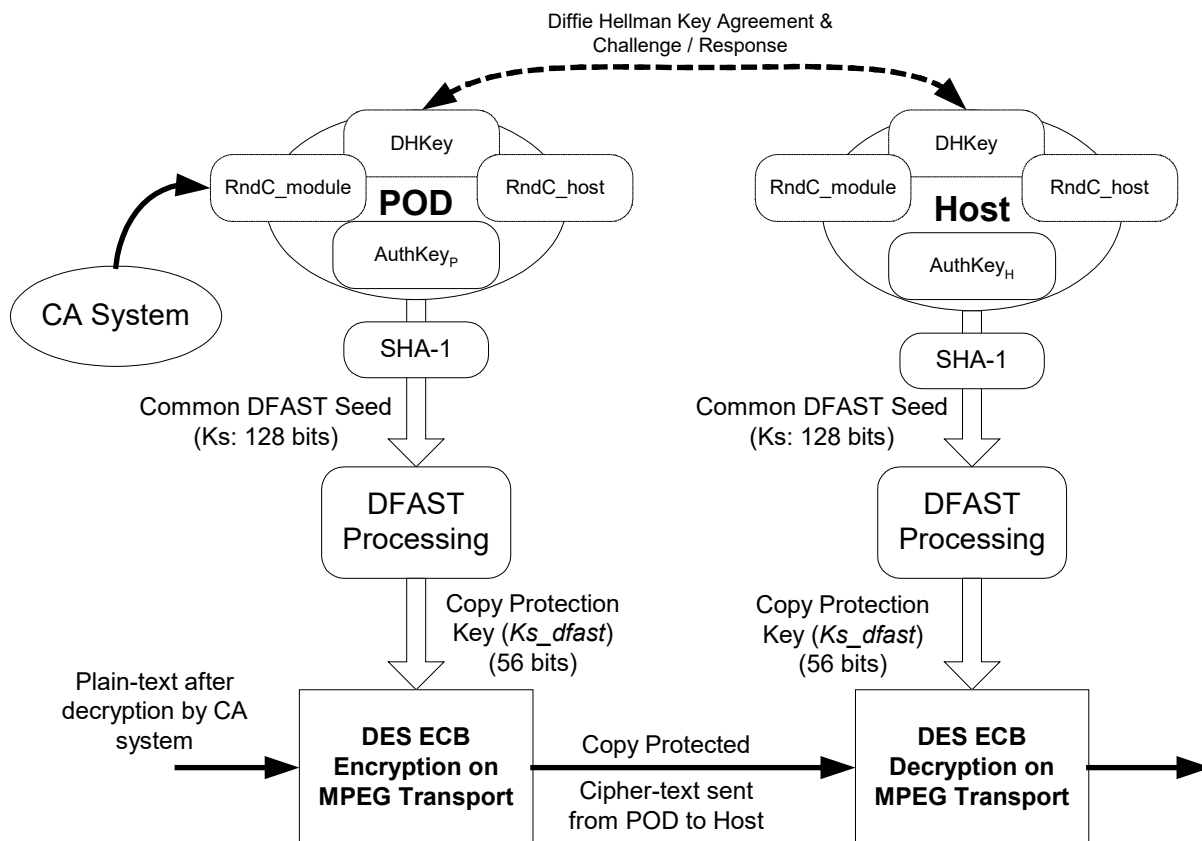 Diffie Hellman Key Agreement &
Challenge / Response
DHKey
RndC_module
RndC_host
POD
AuthKeyP
CA System
SHA-1
Common DFAST Seed
(Ks: 128 bits)
DFAST
Processing
Copy Protection
Key (Ks_dfast)
(56 bits)
Plain-text after
decryption by CA
system
DES ECB
Encryption on
MPEG Transport
Copy Protected
Cipher-text sent
from POD to Host
DHKey
RndC_module
RndC_host
Host
AuthKeyH
SHA-1
Common DFAST Seed
(Ks: 128 bits)
DFAST
Processing
Copy Protection
Key (Ks_dfast)
(56 bits)
DES ECB
Decryption on
MPEG Transport